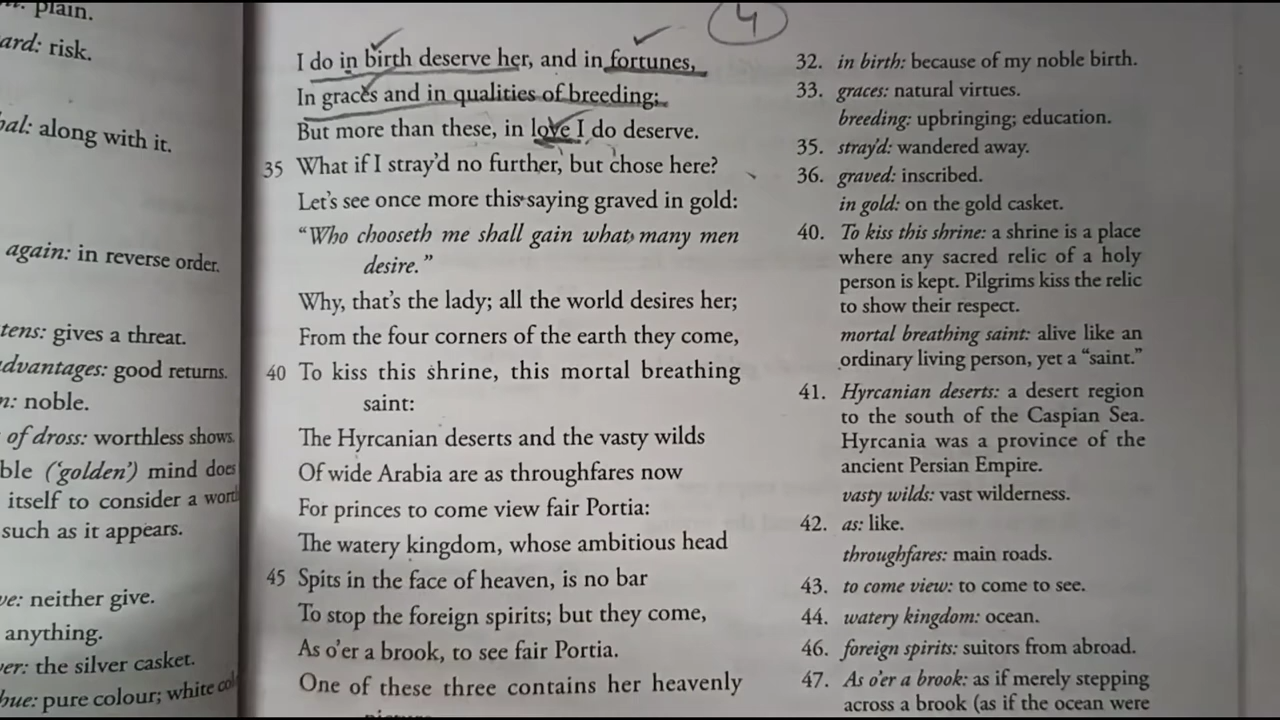 plain.
ard: risk.
al: along with it.
again: in reverse order.
tens: gives a threat.
dvantages: good returns.
n: noble.
of dross: worthless shows.
ble ('golden') mind does
itself to consider a
such as it appears.
ve: neither give.
anything.
er: the silver casket.
hue: pure colour; white
4
I do in birth deserve her, and in fortunes,
In graces and in qualities of breeding;
But more than these, in love I do deserve.
35 What if I stray'd no further, but chose here?
Let's see once more this saying graved in gold:
"Who chooseth me shall gain what many men
desire."
Why, that's the lady; all the world desires her;
From the four corners of the earth they come,
40 To kiss this shrine, this mortal breathing
saint:
The Hyrcanian deserts and the vasty wilds
Of wide Arabia are as throughfares now
For princes to come view fair Portia:
The watery kingdom, whose ambitious head
45 Spits in the face of heaven, is no bar
To stop the foreign spirits; but they come,
As o'er a brook, to see fair Portia.
One of these three contains her heavenly
32. in birth: because of my noble birth.
33. graces: natural virtues.
breeding: upbringing; education.
35. stray'd: wandered away.
36. graved: inscribed.
in gold: on the gold casket.
40. To kiss this shrine: a shrine is a place
where any sacred relic of a holy
person is kept. Pilgrims kiss the relic
to show their respect.
mortal breathing saint: alive like an
ordinary living person, yet a "saint."
41. Hyrcanian deserts: a desert region
to the south of the Caspian Sea.
Hyrcania was a province of the
ancient Persian Empire.
vasty wilds: vast wilderness.
42. as: like.
throughfares: main roads.
43. to come view: to come to see.
44. watery kingdom: ocean.
46. foreign spirits: suitors from abroad.
47. As o'er a brook: as if merely stepping
across a brook (as if the ocean were